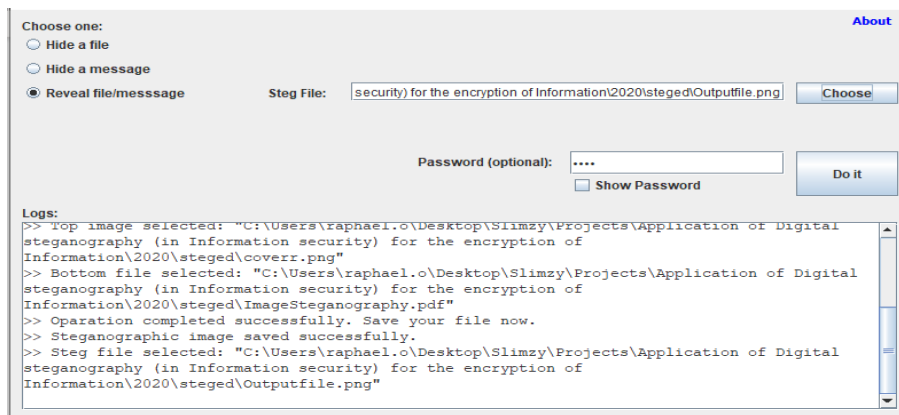 Choose one:
About
Hide a file
Hide a message
Reveal file/messsage
Steg File:
security) for the encryption of Information\2020\steged\Outputfile.png
Choose
Password (optional):
••••
Do it
Show Password
Logs:
>> Top image selected: "C:\Users\raphael.o\Desktop\Slimzy\Projects\Application of Digital
steganography (in Information security) for the encryption of
Information\2020\steged\coverr.png"
>> Bottom file selected: "C:\Users\raphael.o\Desktop\Slimzy\Projects\Application of Digital
steganography (in Information security) for the encryption of
Information\2020\steged\ImageSteganography.pdf"
>> Oparation completed successfully. Save your file now.
>> Steganographic image saved successfully.
>> Steg file selected: "C:\Users\raphael.o\Desktop\Slimzy\Projects\Application of Digital
steganography (in Information security) for the encryption of
Information\2020\steged\Outputfile.png"